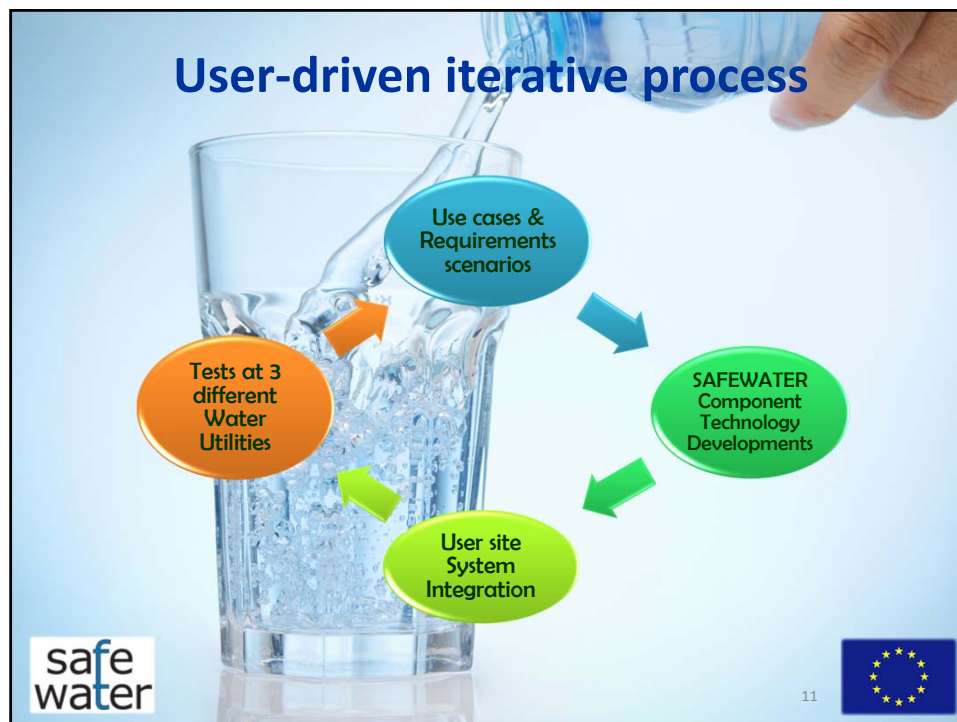 User-driven iterative process
Use cases &
Requirements
scenarios
SAFEWATER
Component
Technology
Developments
User site
System
Integration
Tests at 3
different
Water
Utilities
safe
water
11